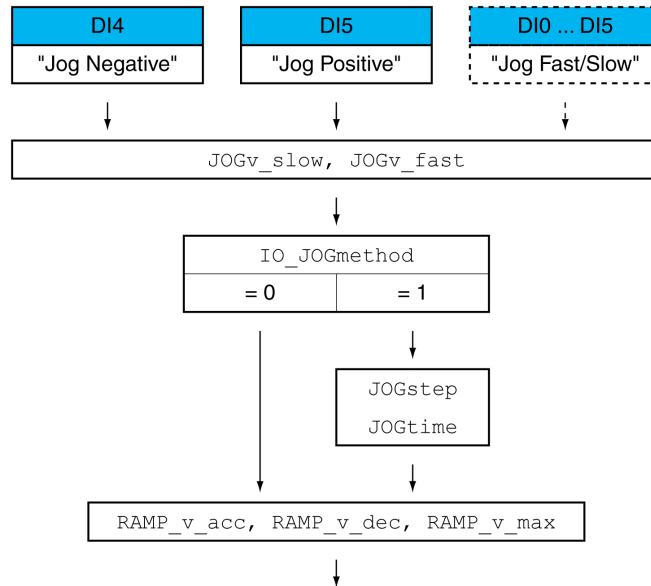 DI4
DI5
DI0 ... DI5
"Jog Negative"
"Jog Positive"
"Jog Fast/Slow"
JOGv_slow, JOGv_fast
IO_JOGmethod
= 0
= 1
JOGstep
JOGtime
RAMP_v_acc, RAMP_v_dec, RAMP_v_max